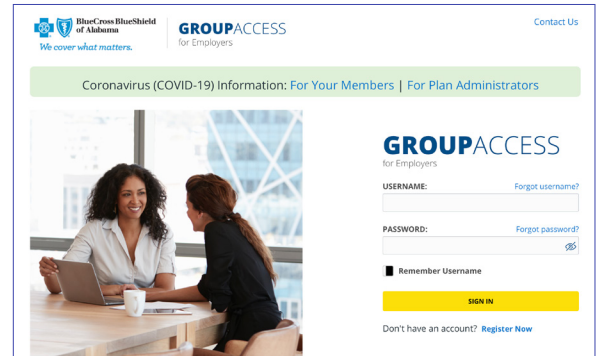 BlueCross BlueShield
of Alabama
We cover what matters.
GROUPACCESS
for Employers
Contact Us
Coronavirus (COVID-19) Information: For Your Members | For Plan Administrators
GROUPACCESS
for Employers
USERNAME: Forgot username?
PASSWORD: Forgot password?
Remember Username
SIGN IN
Don't have an account? Register Now